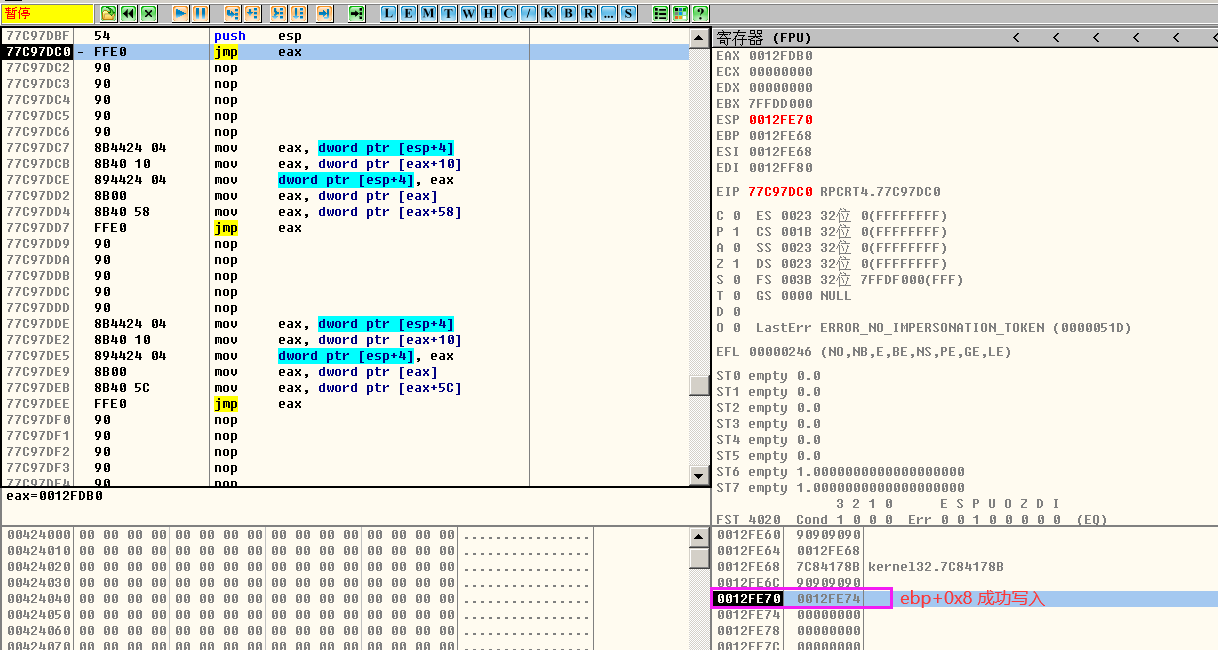 暂停
L E M T W H C / K B R ... S ?
77C97DBF 54 push esp
77C97DC0 - FFE0 jmp eax
77C97DC2 90 nop
77C97DC3 90 nop
77C97DC4 90 nop
77C97DC5 90 nop
77C97DC6 90 nop
77C97DC7 8B4424 04 mov eax, dword ptr [esp+4]
77C97DCB 8B40 10 mov eax, dword ptr [eax+10]
77C97DCE 894424 04 mov dword ptr [esp+4], eax
77C97DD2 8B00 mov eax, dword ptr [eax]
77C97DD4 8B40 58 mov eax, dword ptr [eax+58]
77C97DD7 FFE0 jmp eax
77C97DD9 90 nop
77C97DDA 90 nop
77C97DDB 90 nop
77C97DDC 90 nop
77C97DDD 90 nop
77C97DDE 8B4424 04 mov eax, dword ptr [esp+4]
77C97DE2 8B40 10 mov eax, dword ptr [eax+10]
77C97DE5 894424 04 mov dword ptr [esp+4], eax
77C97DE9 8B00 mov eax, dword ptr [eax]
77C97DEB 8B40 5C mov eax, dword ptr [eax+5C]
77C97DEE FFE0 jmp eax
77C97DF0 90 nop
77C97DF1 90 nop
77C97DF2 90 nop
77C97DF3 90 nop
77C97DF4 90 nop
eax=0012FDB0
寄存器 (FPU) < < < < < <
EAX 0012FDB0
ECX 00000000
EDX 00000000
EBX 7FFDD000
ESP 0012FE70
EBP 0012FE68
ESI 0012FE68
EDI 0012FF80
EIP 77C97DC0 RPCRT4.77C97DC0
C 0 ES 0023 32位 0(FFFFFFFF)
P 1 CS 001B 32位 0(FFFFFFFF)
A 0 SS 0023 32位 0(FFFFFFFF)
Z 1 DS 0023 32位 0(FFFFFFFF)
S 0 FS 003B 32位 7FFDF000(FFF)
T 0 GS 0000 NULL
D 0
O 0 LastErr ERROR_NO_IMPERSONATION_TOKEN (0000051D)
EFL 00000246 (NO,NB,E,BE,NS,PE,GE,LE)
ST0 empty 0.0
ST1 empty 0.0
ST2 empty 0.0
ST3 empty 0.0
ST4 empty 0.0
ST5 empty 0.0
ST6 empty 1.0000000000000000000
ST7 empty 1.0000000000000000000
3 2 1 0 E S P U O Z D I
FST 4020 Cond 1 0 0 0 Err 0 0 1 0 0 0 0 0 (EQ)
00424000 00 00 00 00 00 00 00 00 00 00 00 00 00 00 00 00 ................
00424010 00 00 00 00 00 00 00 00 00 00 00 00 00 00 00 00 ................
00424020 00 00 00 00 00 00 00 00 00 00 00 00 00 00 00 00 ................
00424030 00 00 00 00 00 00 00 00 00 00 00 00 00 00 00 00 ................
00424040 00 00 00 00 00 00 00 00 00 00 00 00 00 00 00 00 ................
00424050 00 00 00 00 00 00 00 00 00 00 00 00 00 00 00 00 ................
00424060 00 00 00 00 00 00 00 00 00 00 00 00 00 00 00 00 ................
00424070 00 00 00 00 00 00 00 00 00 00 00 00 00 00 00 00 ................
0012FE60 90909090
0012FE64 0012FE68
0012FE68 7C84178B kernel32.7C84178B
0012FE6C 90909090
0012FE70 0012FE74 ebp+0x8 成功写入
0012FE74 00000000
0012FE78 00000000
0012FE7C 00000000